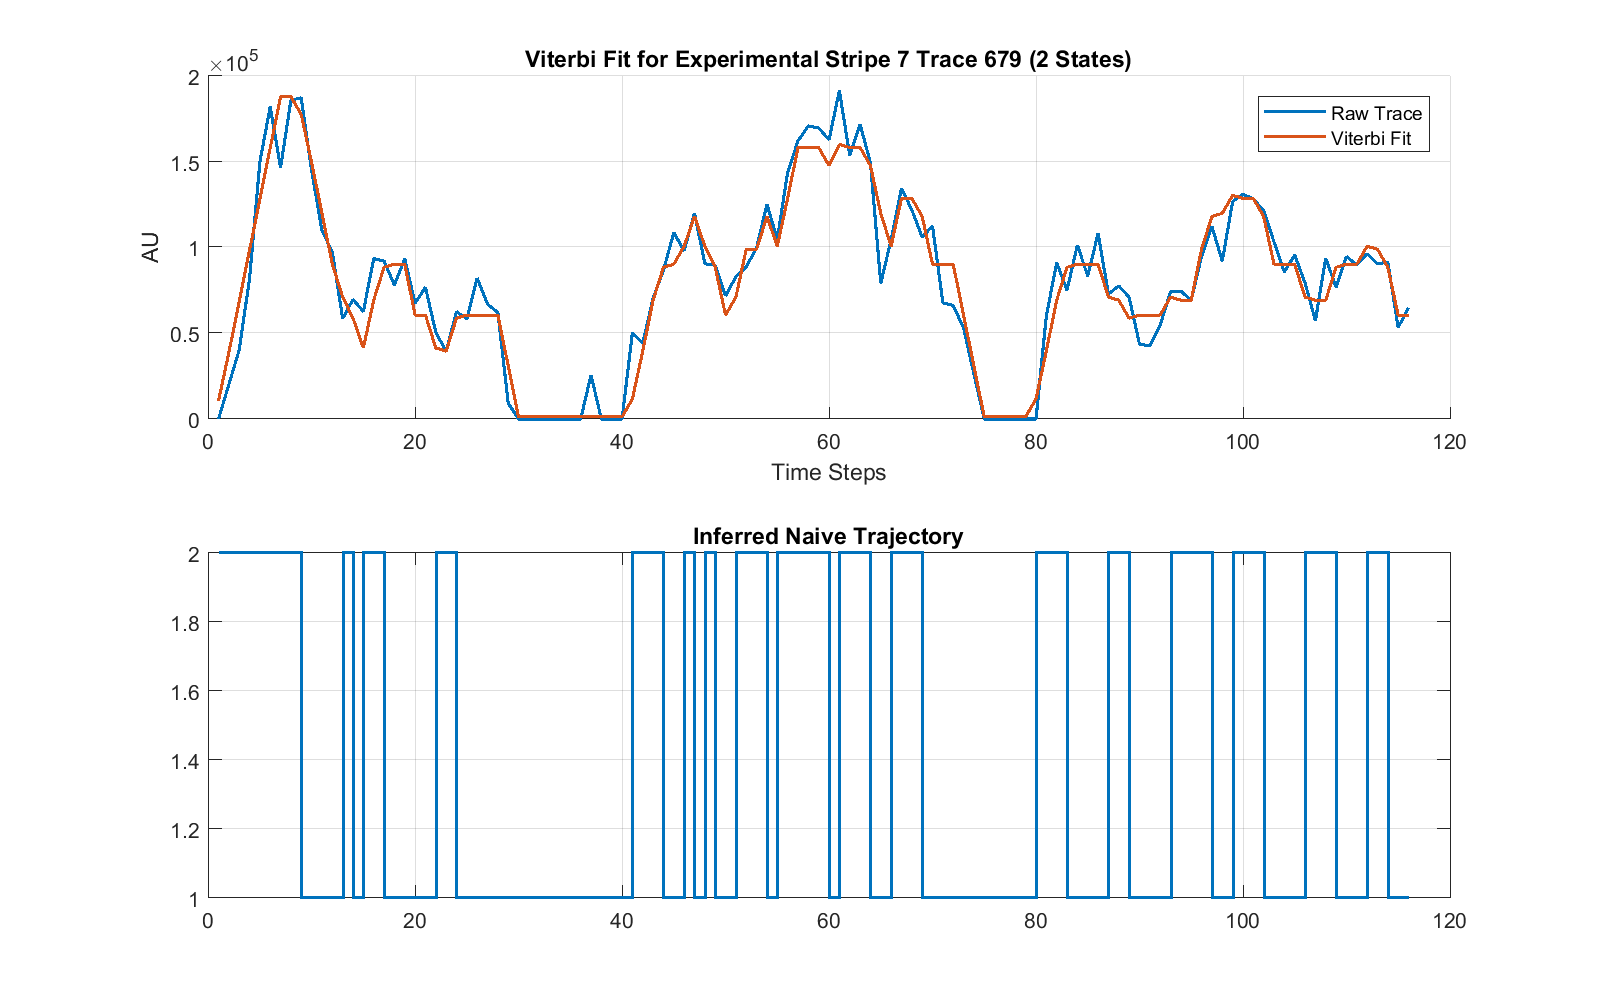 Viterbi Fit for Experimental Stripe 7 Trace 679 (2 States)
×10^5
2
1.5
1
0.5
0
AU
Raw Trace
Viterbi Fit
0 20 40 60 80 100 120
Time Steps
Inferred Naive Trajectory
2
1.8
1.6
1.4
1.2
1
0 20 40 60 80 100 120